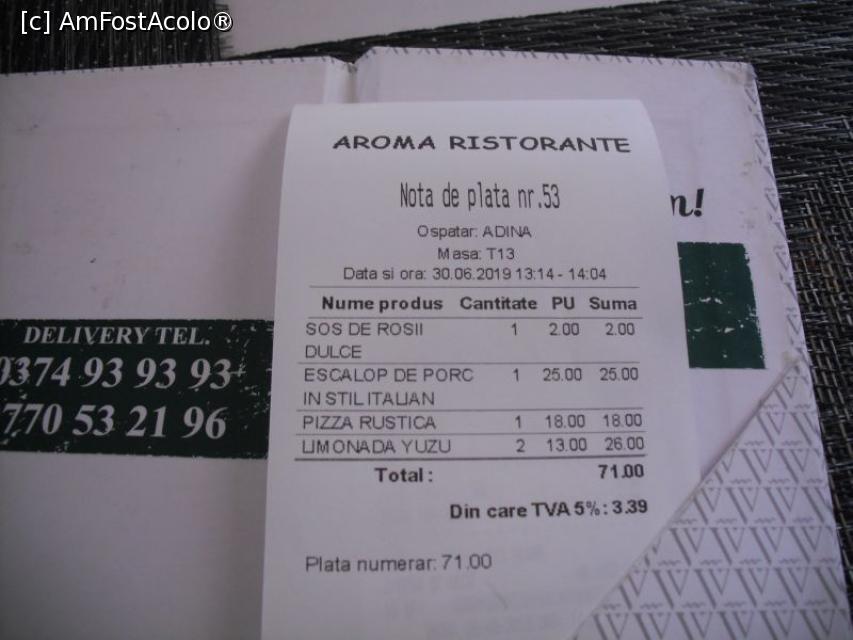 [c] AmFostAcolo®
AROMA RISTORANTE
Nota de plata nr.53
Ospatar: ADINA
Masa: T13
Data si ora: 30.06.2019 13:14 - 14:04
Nume produs Cantitate PU Suma
SOS DE ROSII 1 2.00 2.00
DULCE
ESCALOP DE PORC 1 25.00 25.00
IN STIL ITALIAN
PIZZA RUSTICA 1 18.00 18.00
LIMONADA YUZU 2 13.00 26.00
Total: 71.00
Din care TVA 5%: 3.39
Plata numerar: 71.00
DELIVERY TEL.
0374 93 93 93
770 53 21 96